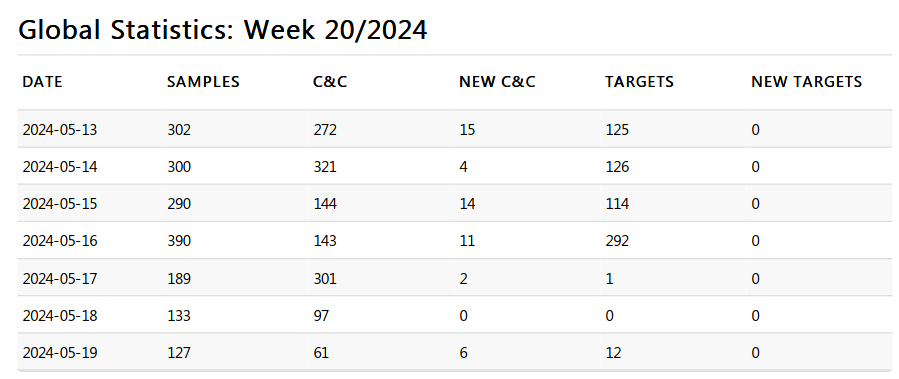 Global Statistics: Week 20/2024
DATE SAMPLES C&C NEW C&C TARGETS NEW TARGETS
2024-05-13 302 272 15 125 0
2024-05-14 300 321 4 126 0
2024-05-15 290 144 14 114 0
2024-05-16 390 143 11 292 0
2024-05-17 189 301 2 1 0
2024-05-18 133 97 0 0 0
2024-05-19 127 61 6 12 0